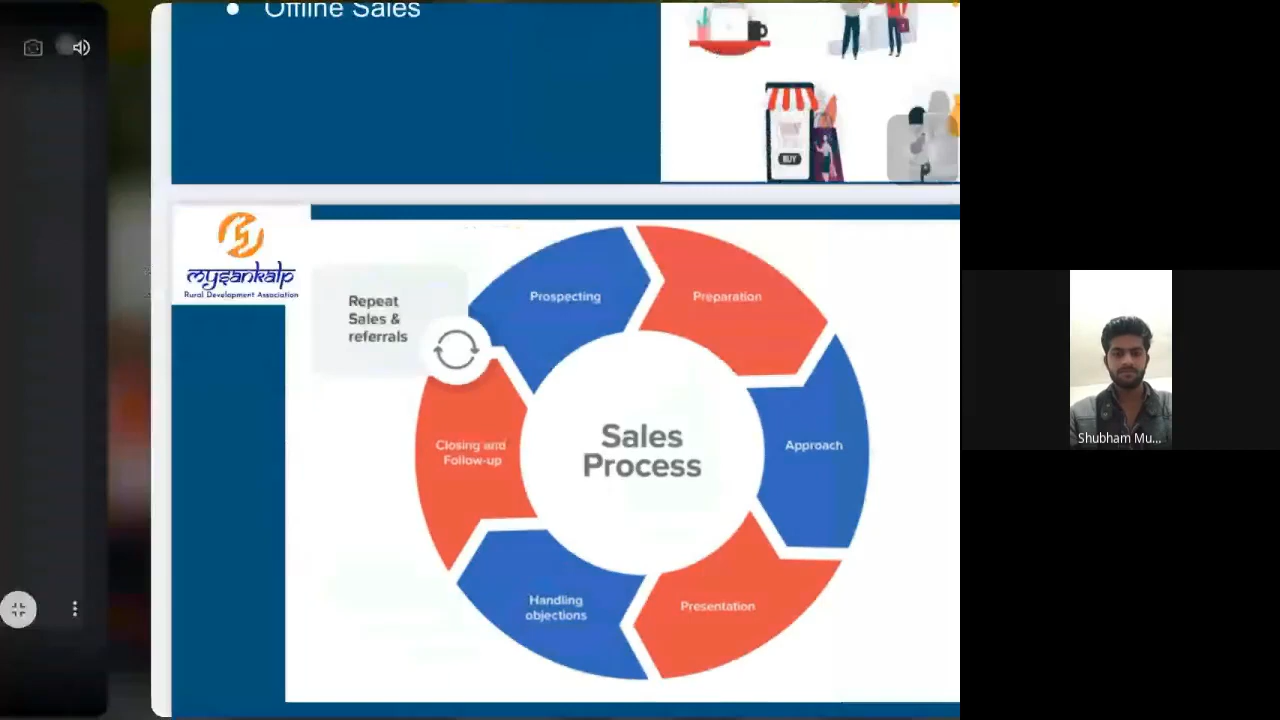 Offline Sales
BUY
mysankalp
Rural Development Association
Repeat
Sales &
referrals
Prospecting
Preparation
Approach
Presentation
Handling
objections
Closing and
Follow-up
Sales
Process
Shubham Mu...